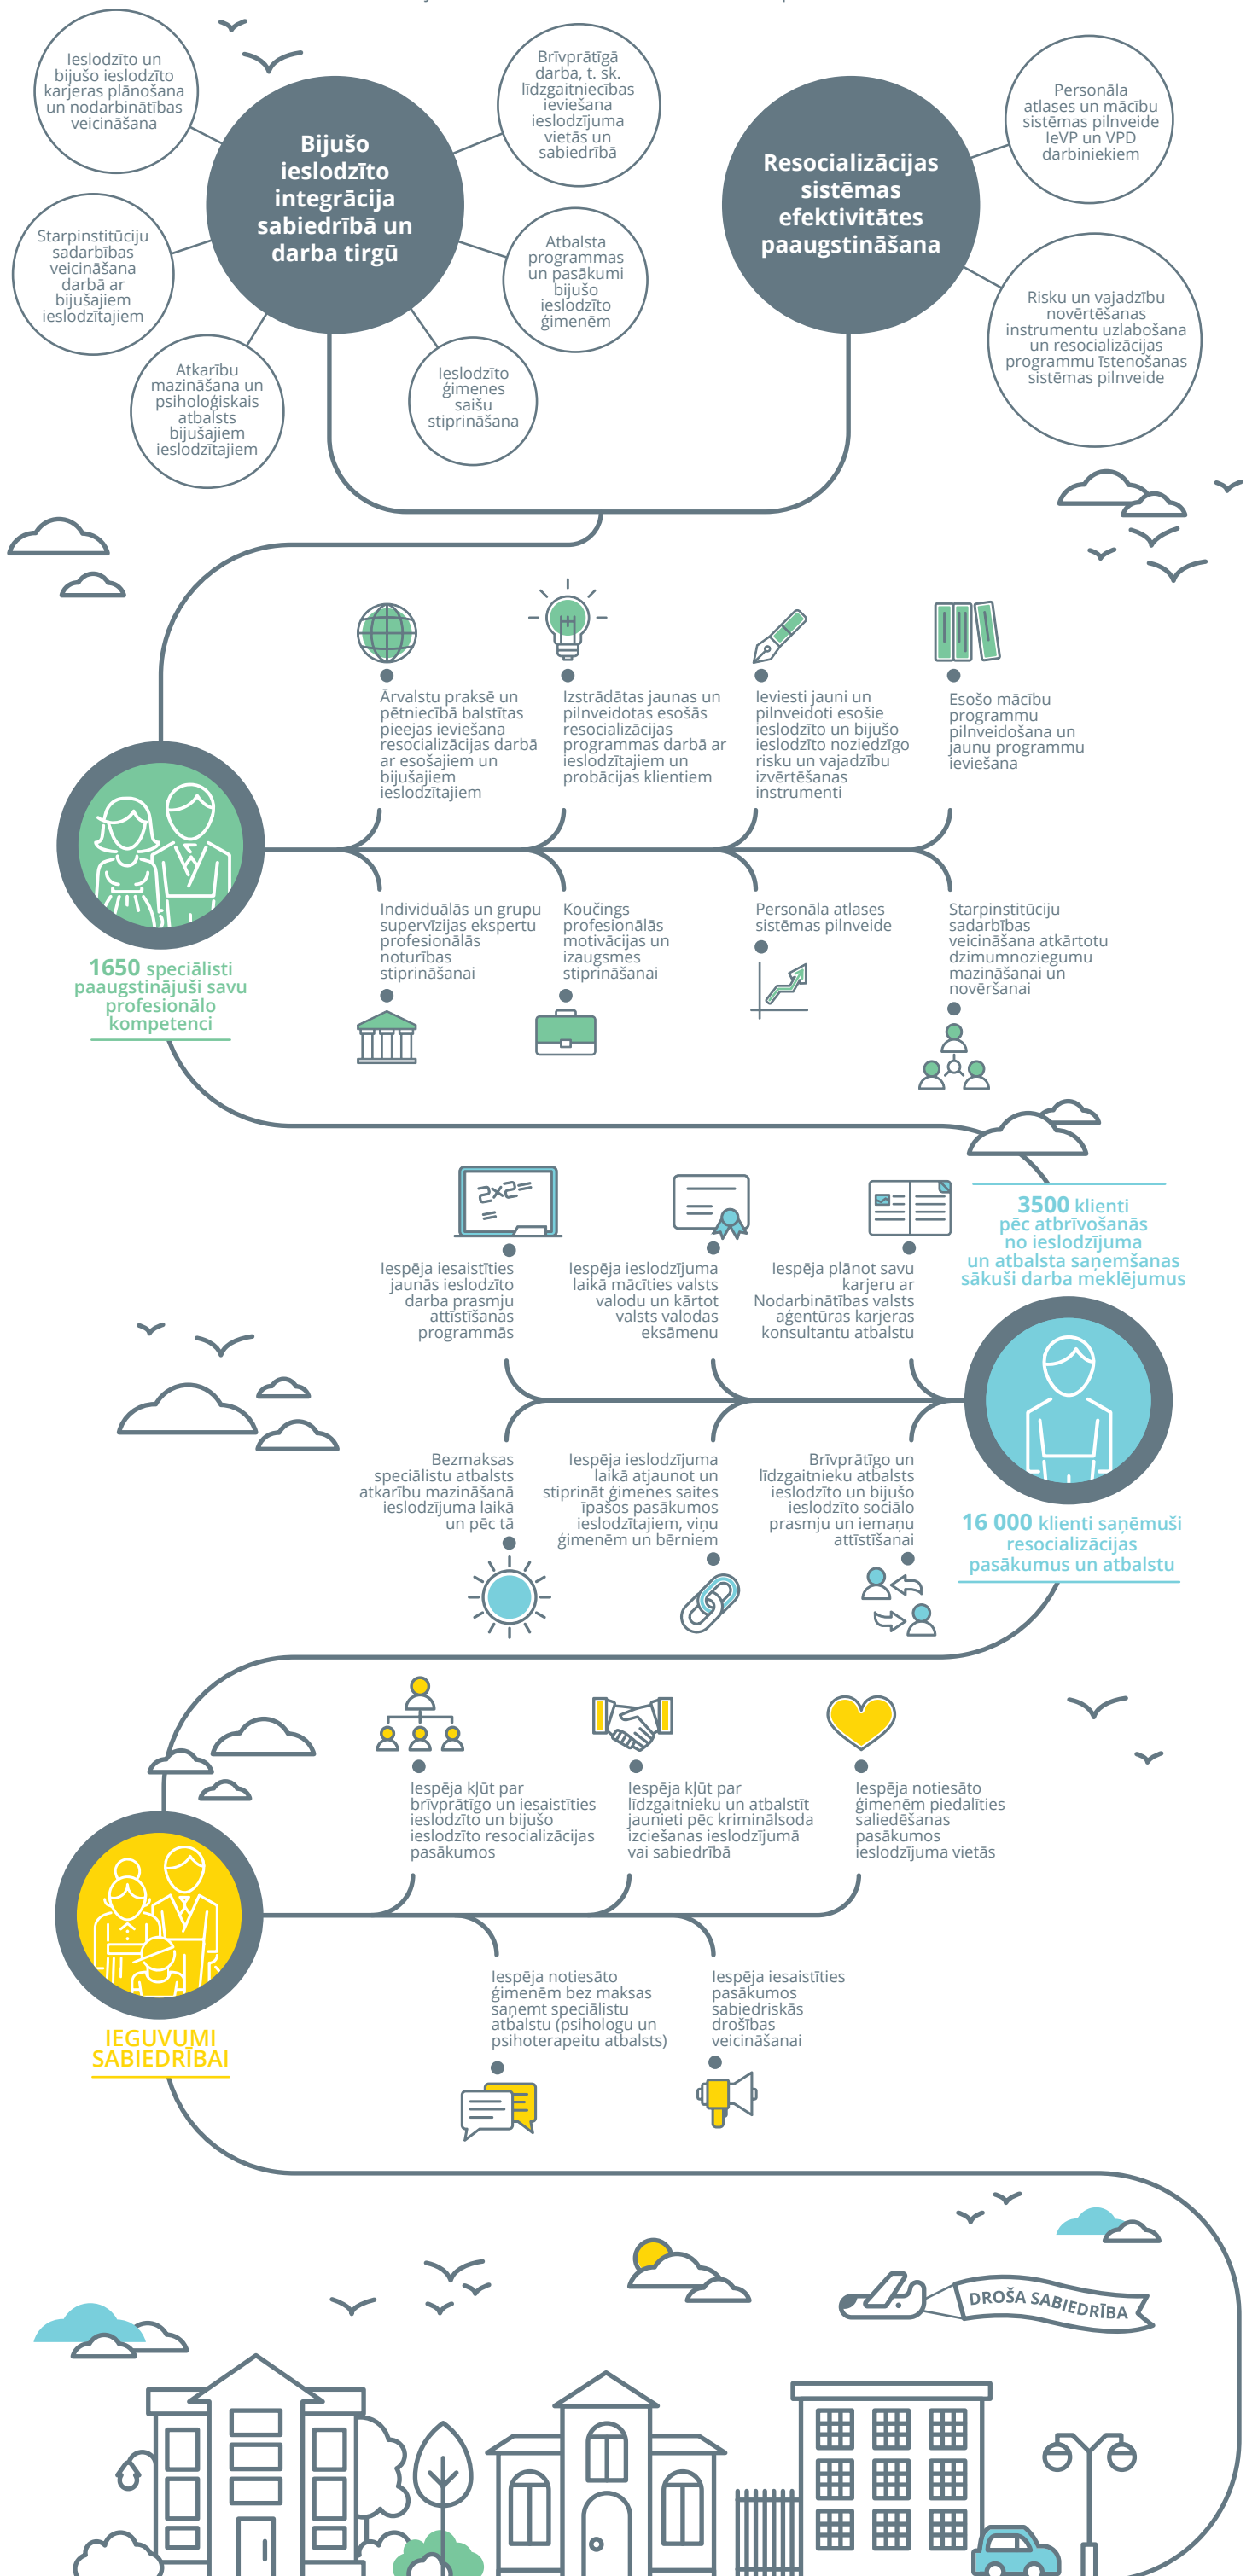 Ieslodzīto un
bijušo ieslodzīto
karjeras plānošana
un nodarbinātības
veicināšana
Bijušo
ieslodzīto
integrācija
sabiedrībā un
darba tirgū
Brīvprātīgā
darba, t. sk.
līdzgaitniecības
ieviešana
ieslodzījuma
vietās un
sabiedrībā
Resocializācijas
sistēmas
efektivitātes
paaugstināšana
Personāla
atlases un mācību
sistēmas pilnveide
IeVP un VPD
darbiniekiem
Starpinstitūciju
sadarbības
veicināšana
darbā ar
bijušajiem
ieslodzītajiem
Atbalsta
programmas
un pasākumi
bijušo
ieslodzīto
ģimenēm
Risku un vajadzību
novērtēšanas
instrumentu uzlabošana
un resocializācijas
programmu īstenošanas
sistēmas pilnveide
Atkarību
mazināšana un
psiholoģiskais
atbalsts
bijušajiem
ieslodzītajiem
Ieslodzīto
ģimenes
saišu
stiprināšana
Ārvalstu praksē un
pētniecībā balstītas
pieejas ieviešana
resocializācijas darbā
ar esošajiem un
bijušajiem
ieslodzītajiem
Izstrādātas jaunas un
pilnveidotas esošās
resocializācijas
programmas darbā ar
ieslodzītajiem un
probācijas klientiem
Ieviesti jauni un
pilnveidoti esošie
ieslodzīto un bijušo
ieslodzīto noziedzīgo
risku un vajadzību
izvērtēšanas
instrumenti
Esošo mācību
programmu
pilnveidošana un
jaunu programmu
ieviešana
1650 speciālisti
paaugstinājuši savu
profesionālo
kompetenci
Individuālās un grupu
supervīzijas ekspertu
profesionālās
noturības
stiprināšanai
Koučings
profesionālās
motivācijas un
izaugsmes
stiprināšanai
Personāla atlases
sistēmas pilnveide
Starpinstitūciju
sadarbības
veicināšana atkārtotu
dzimumnoziegumu
mazināšanai un
novēršanai
2x2=
=
Iespēja iesaistīties
jaunās ieslodzīto
darba prasmju
attīstīšanas
programmās
Iespēja ieslodzījuma
laikā mācīties valsts
valodu un kārtot
valsts valodas
eksāmenu
Iespēja plānot savu
karjeru ar
Nodarbinātības valsts
aģentūras karjeras
konsultantu atbalstu
3500 klienti
pēc atbrīvošanās
no ieslodzījuma
un atbalsta saņemšanas
sākuši darba meklējumus
Bezmaksas
speciālistu atbalsts
atkarību mazināšanā
ieslodzījuma laikā
un pēc tā
Iespēja ieslodzījuma
laikā atjaunot un
stiprināt ģimenes saites
īpašos pasākumos
ieslodzītajiem, viņu
ģimenēm un bērniem
Brīvprātīgo un
līdzgaitnieku atbalsts
ieslodzīto un bijušo
ieslodzīto sociālo
prasmju un iemaņu
attīstīšanai
16 000 klienti saņēmuši
resocializācijas
pasākumus un atbalstu
Iespēja kļūt par
brīvprātīgo un iesaistīties
ieslodzīto un bijušo
ieslodzīto resocializācijas
pasākumos
Iespēja kļūt par
līdzgaitnieku un atbalstīt
jaunieti pēc kriminālsoda
izciešanas ieslodzījumā
vai sabiedrībā
Iespēja notiesāto
ģimenēm piedalīties
saliedēšanas
pasākumos
ieslodzījuma vietās
IEGUVUMI
SABIEDRĪBAI
Iespēja notiesāto
ģimenēm bez maksas
saņemt speciālistu
atbalstu (psihologu un
psihoterapeitu atbalsts)
Iespēja iesaistīties
pasākumos
sabiedriskās
drošības
veicināšanai
DROŠA SABIEDRĪBA